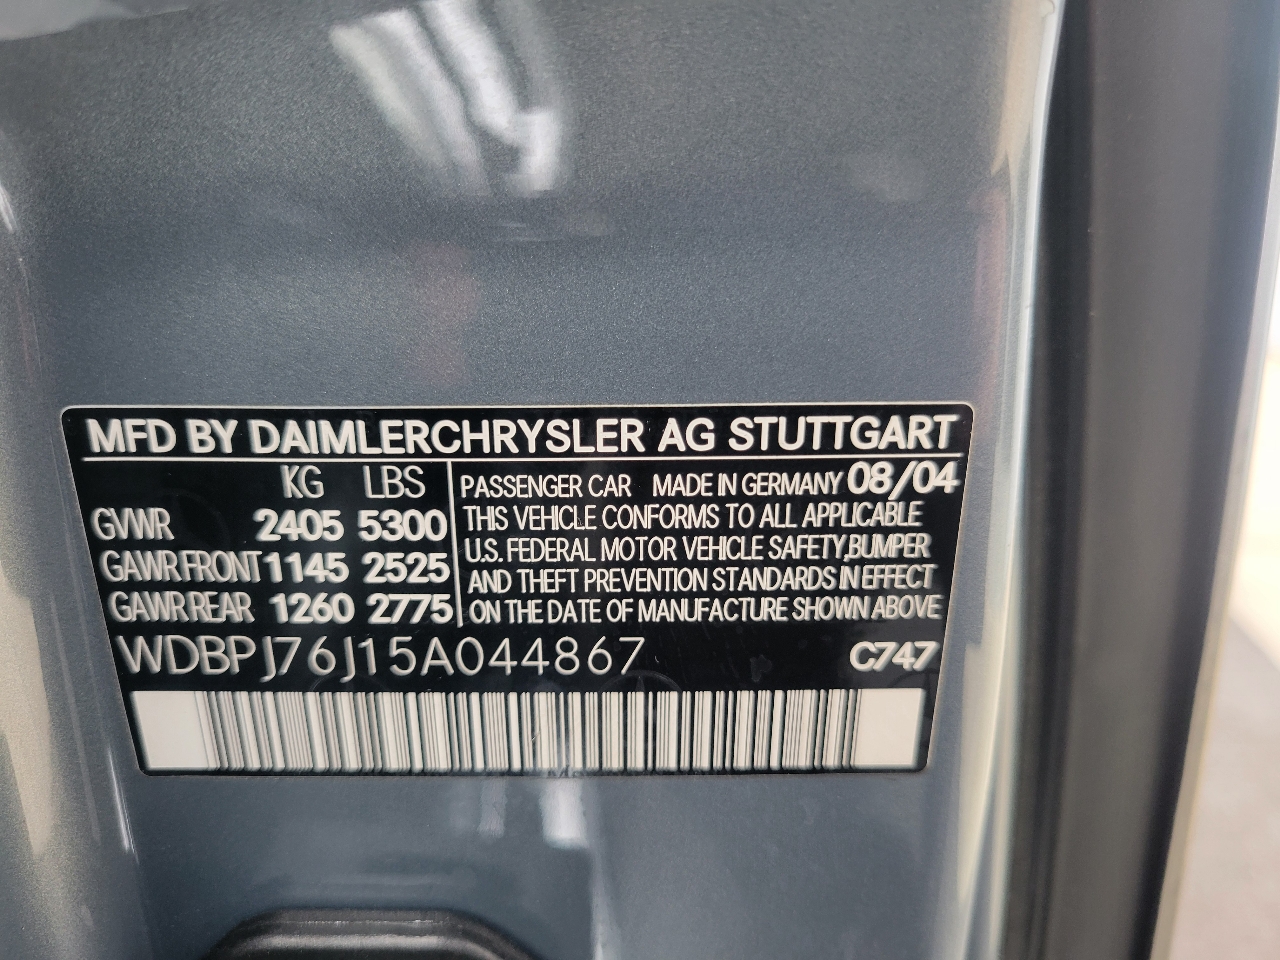 MFD BY DAIMLERCHRYSLER AG STUTTGART
KG LBS
GVWR 2405 5300
GAWR FRONT 1145 2525
GAWR REAR 1260 2775
PASSENGER CAR MADE IN GERMANY 08/04
THIS VEHICLE CONFORMS TO ALL APPLICABLE
U.S. FEDERAL MOTOR VEHICLE SAFETY, BUMPER
AND THEFT PREVENTION STANDARDS IN EFFECT
ON THE DATE OF MANUFACTURE SHOWN ABOVE
WDBPJ76J15A044867 C747